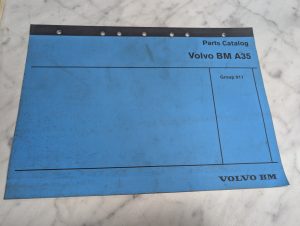 Parts Catalog
Volvo BM A35
Group 911
VOLVO BM